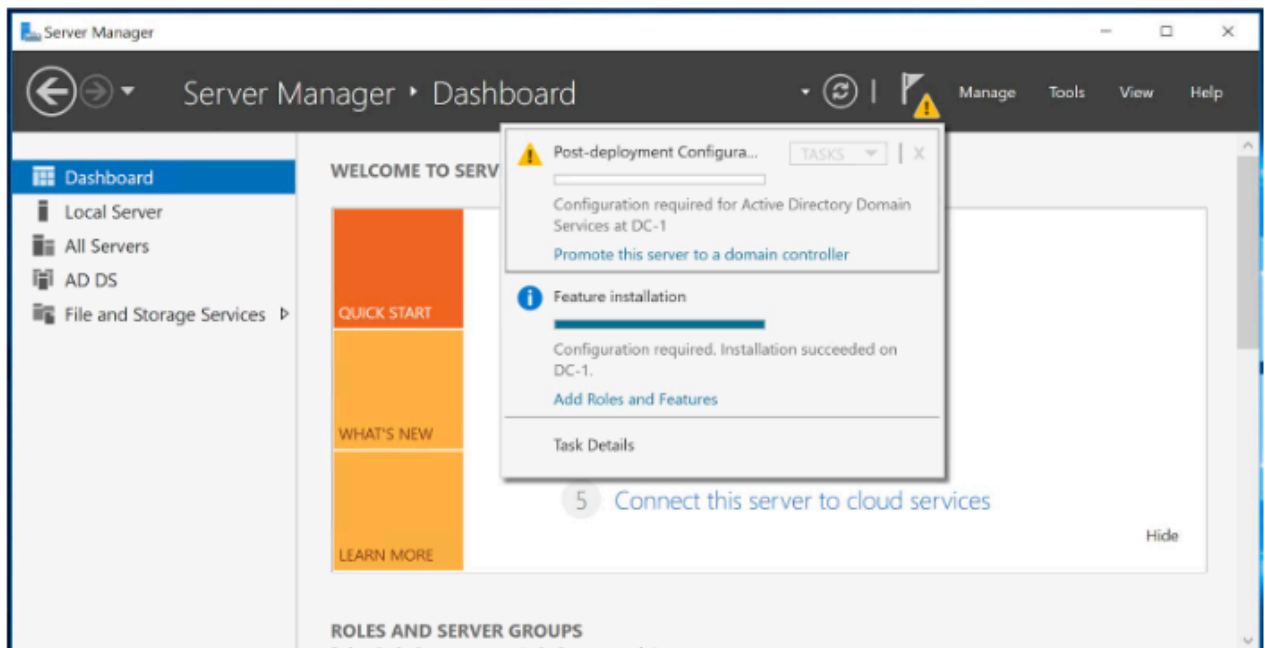 Server Manager
Server Manager • Dashboard
Manage Tools View Help
Dashboard
Local Server
All Servers
AD DS
File and Storage Services
WELCOME TO SERV
QUICK START
WHAT'S NEW
LEARN MORE
Post-deployment Configura... TASKS X
Configuration required for Active Directory Domain
Services at DC-1
Promote this server to a domain controller
Feature installation
Configuration required. Installation succeeded on
DC-1.
Add Roles and Features
Task Details
5 Connect this server to cloud services
Hide
ROLES AND SERVER GROUPS